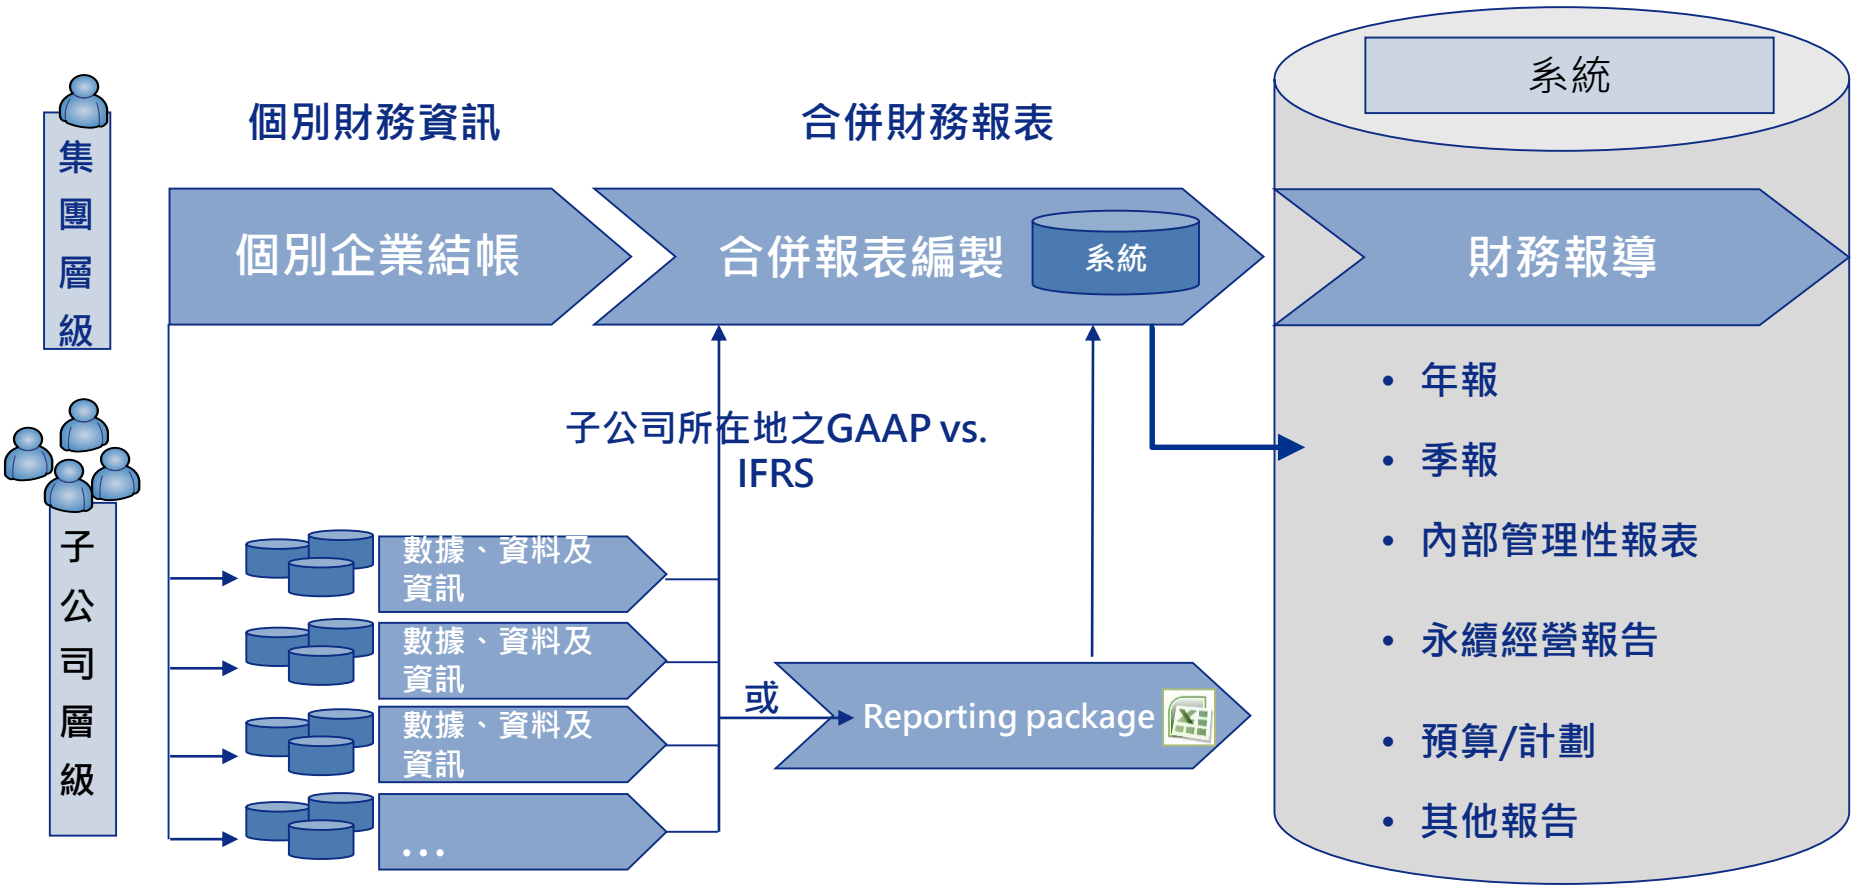 個別財務資訊
合併財務報表
系統
集
團
層
級
個別企業結帳
合併報表編製
系統
財務報導
子公司所在地之GAAP vs.
IFRS
子
公
司
層
級
數據、資料及
資訊
數據、資料及
資訊
數據、資料及
資訊
...
或
Reporting package
• 年報
• 季報
• 內部管理性報表
• 永續經營報告
• 預算/計劃
• 其他報告